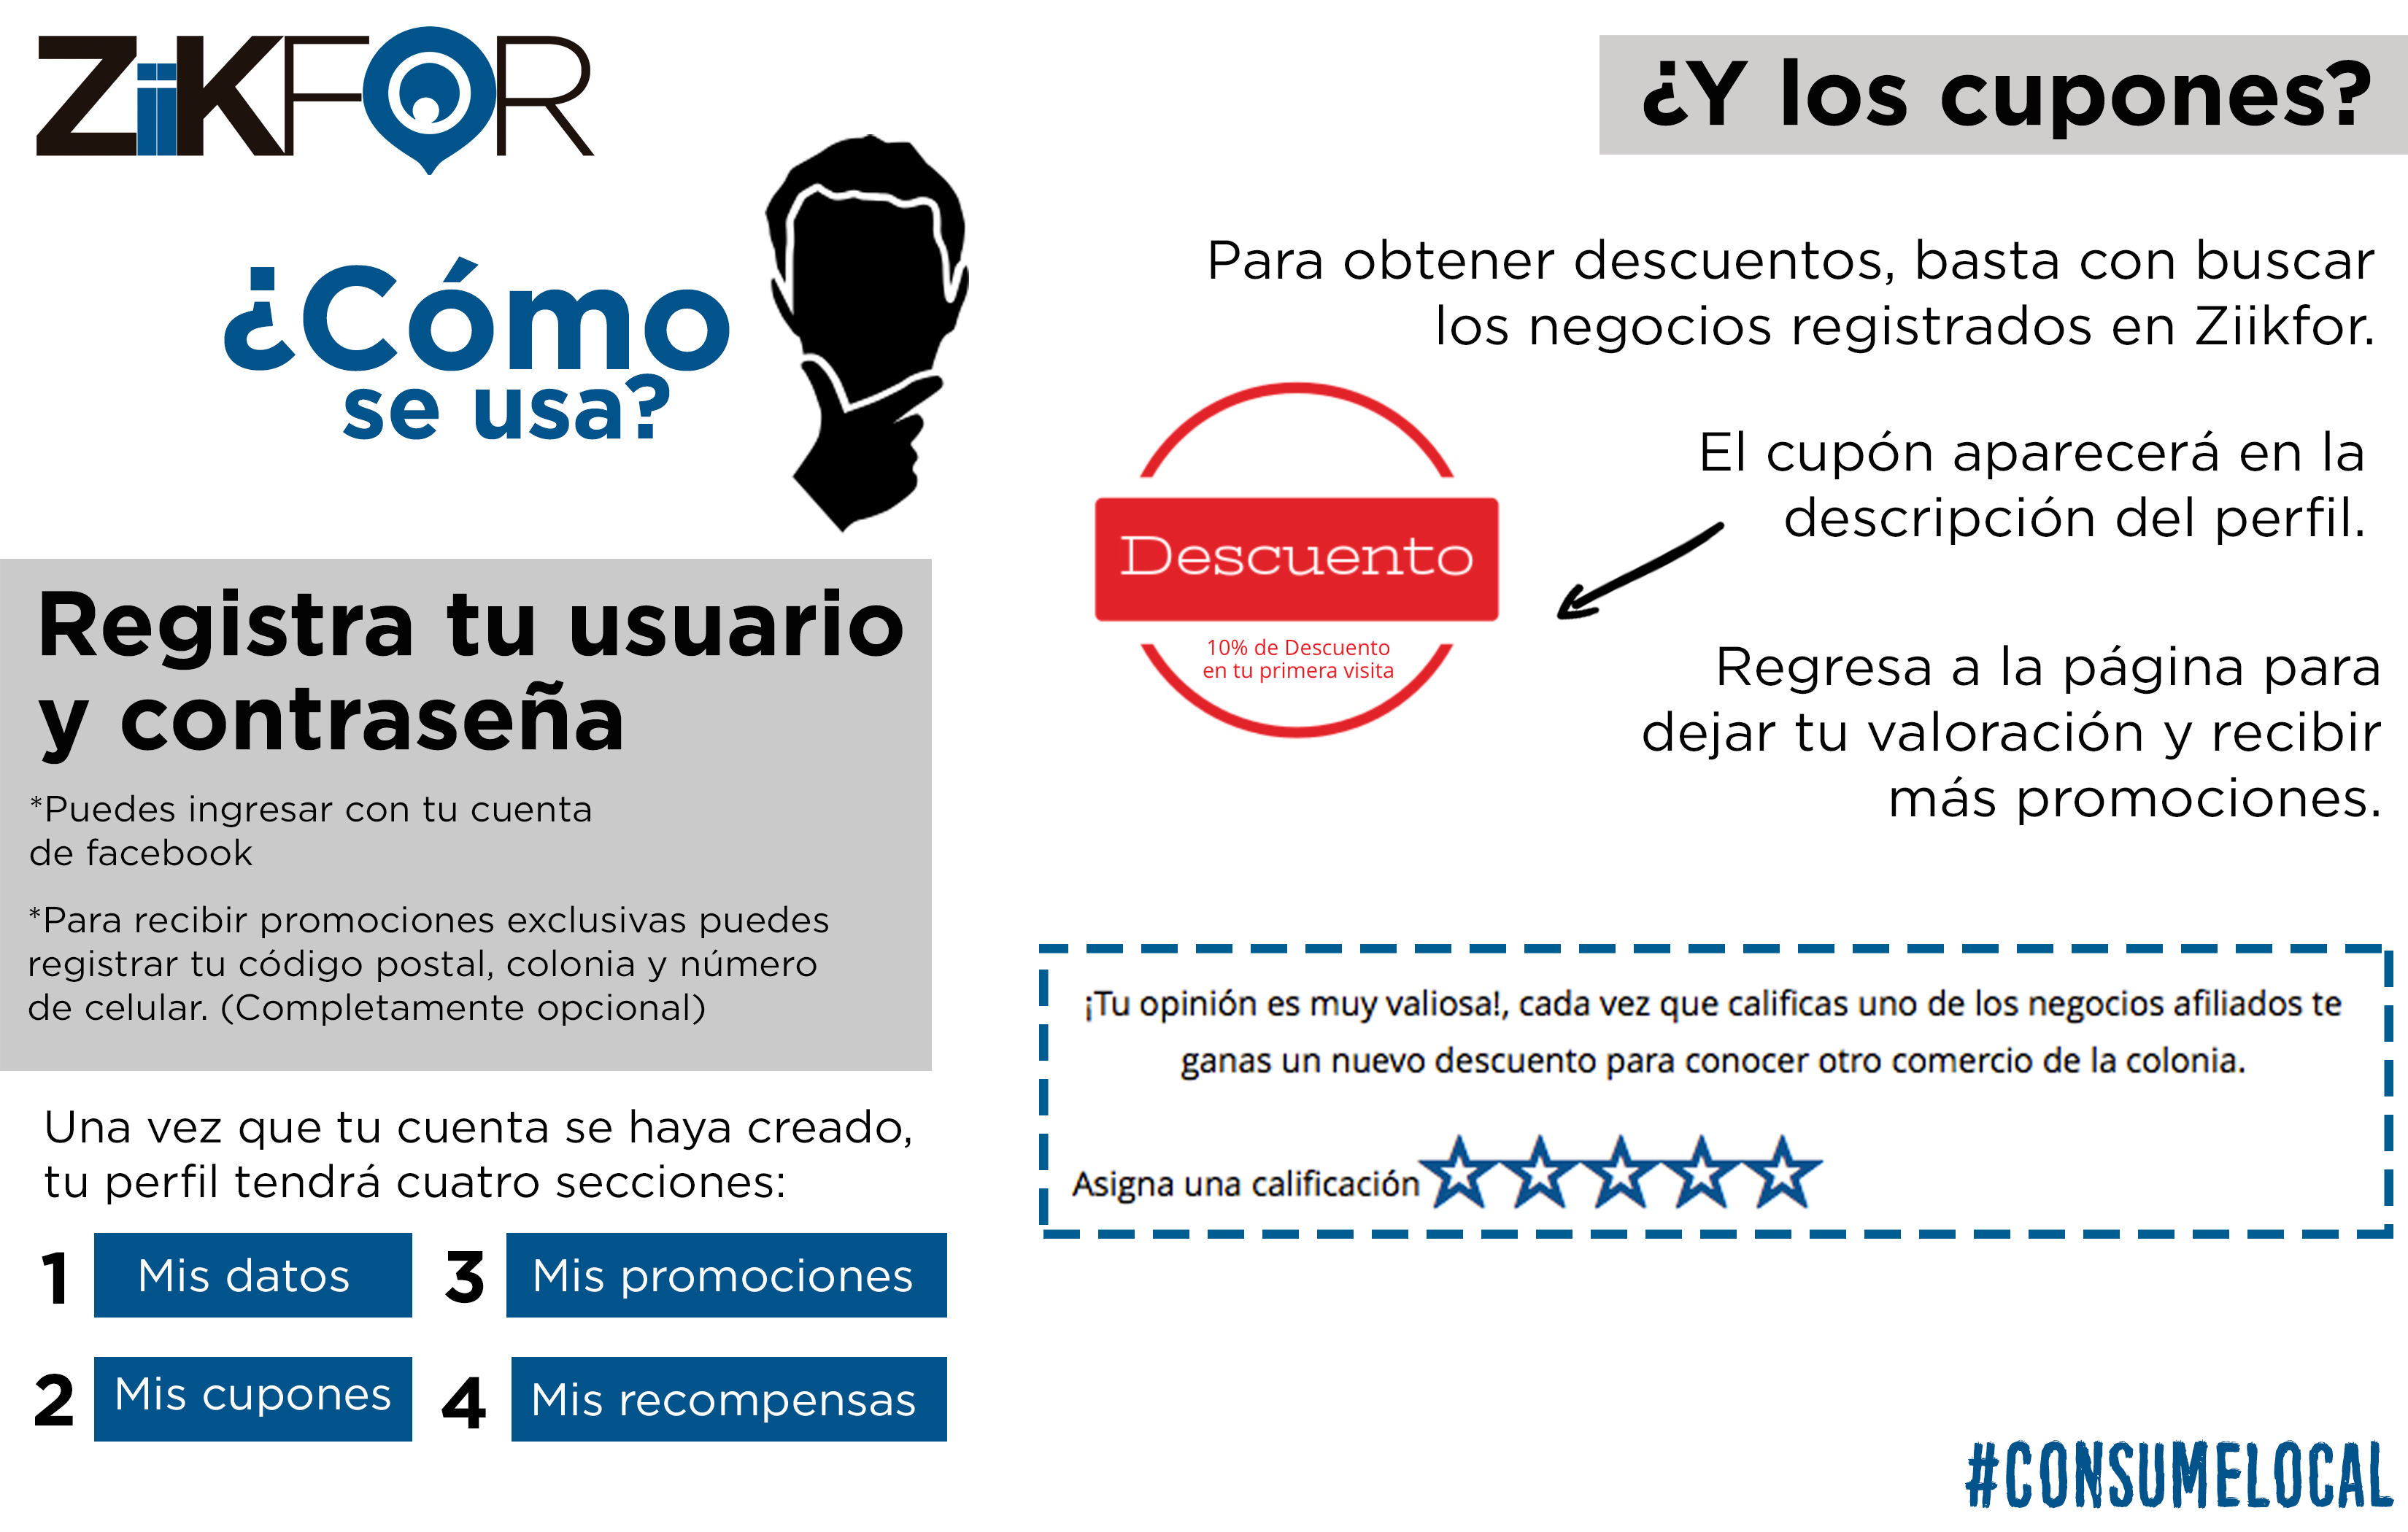 ZiiKFOR
¿Cómo
se usa?
Registra tu usuario
y contraseña
*Puedes ingresar con tu cuenta
de facebook
*Para recibir promociones exclusivas puedes
registrar tu código postal, colonia y número
de celular. (Completamente opcional)
Una vez que tu cuenta se haya creado,
tu perfil tendrá cuatro secciones:
1 Mis datos
2 Mis cupones
3 Mis promociones
4 Mis recompensas
¿Y los cupones?
Para obtener descuentos, basta con buscar
los negocios registrados en Ziikfor.
El cupón aparecerá en la
descripción del perfil.
Descuento
10% de Descuento
en tu primera visita
Regresa a la página para
dejar tu valoración y recibir
más promociones.
¡Tu opinión es muy valiosa!, cada vez que calificas uno de los negocios afiliados te
ganas un nuevo descuento para conocer otro comercio de la colonia.
Asigna una calificación
#CONSUMELOCAL